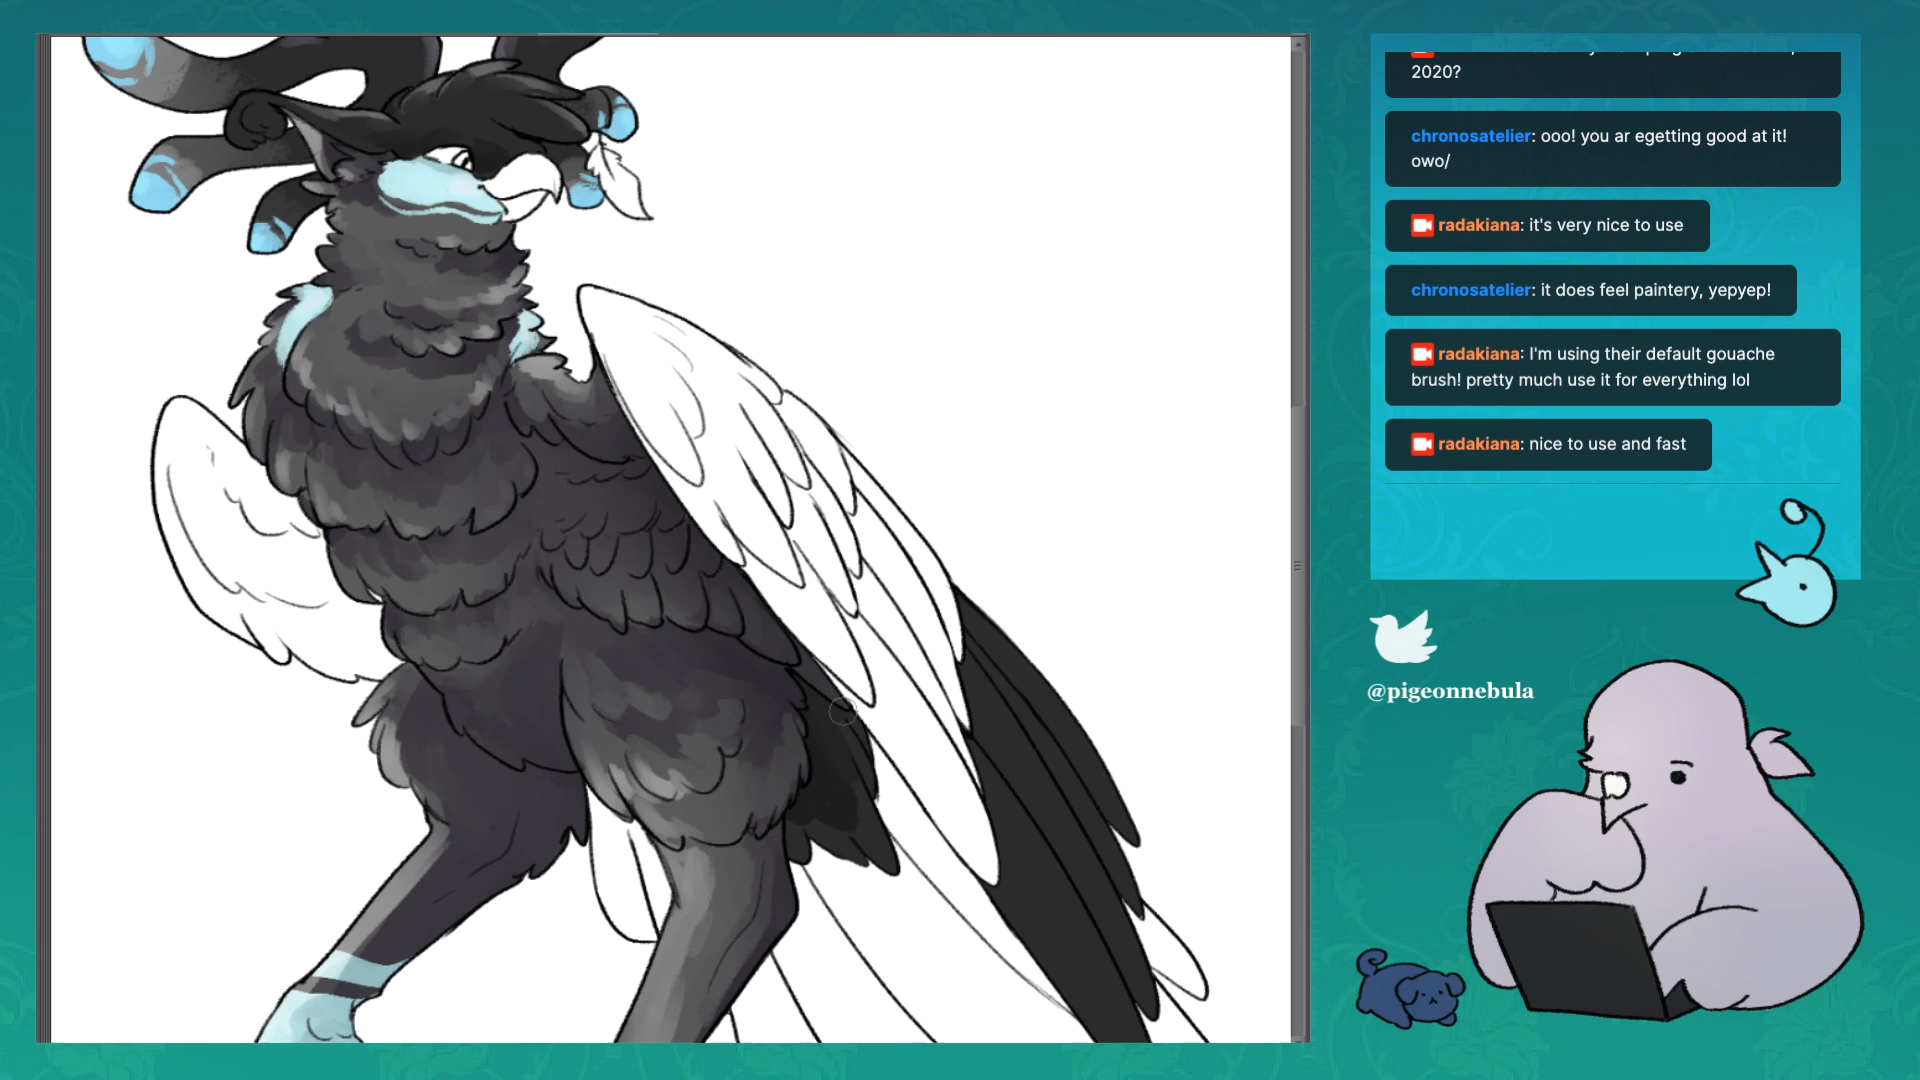 2020?
chronosatelier: ooo! you ar egetting good at it!
owo/
radakiana: it's very nice to use
chronosatelier: it does feel paintery, yepyep!
radakiana: I'm using their default gouache
brush! pretty much use it for everything lol
radakiana: nice to use and fast
@pigeonnebula